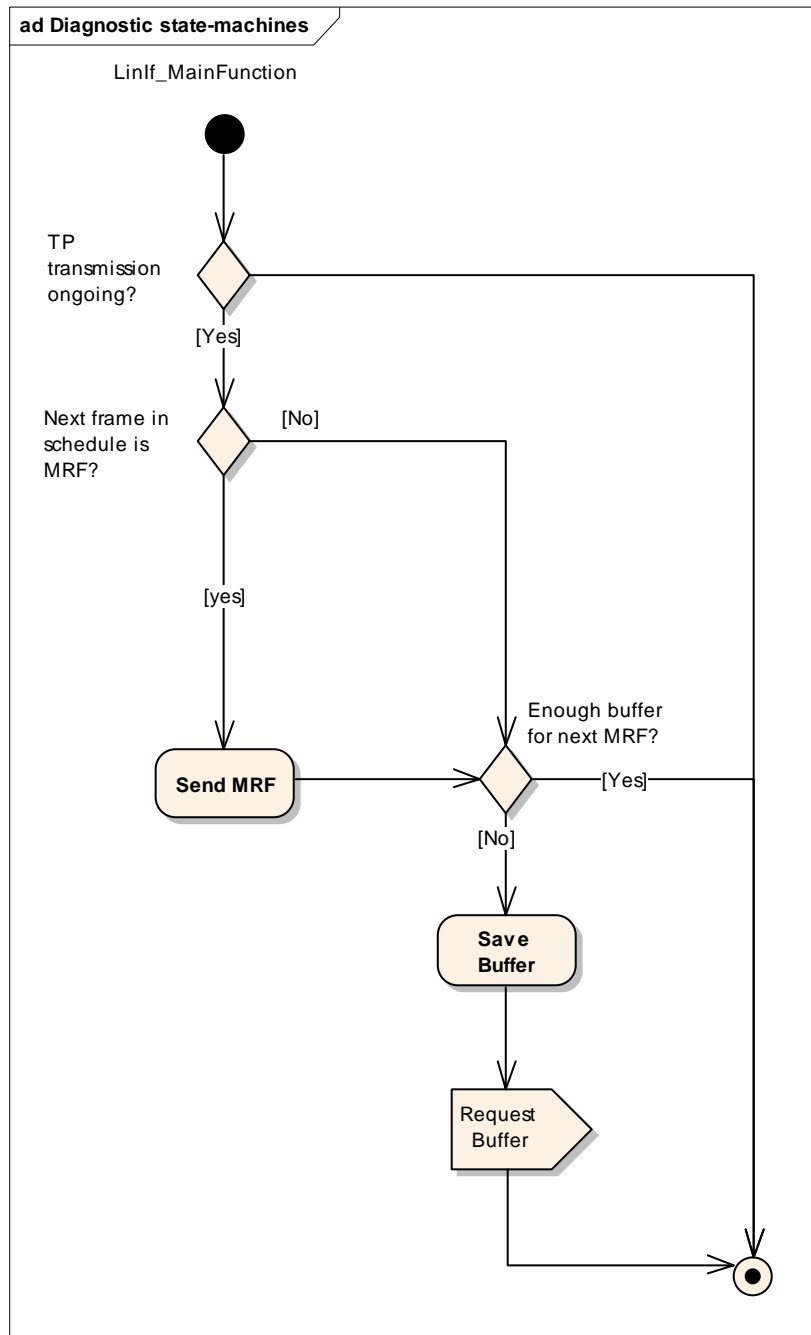 ad Diagnostic state-machines
LinIf_MainFunction
TP
transmission
ongoing?
[Yes]
Next frame in
schedule is
MRF?
[No]
[yes]
Enough buffer
for next MRF?
Send MRF
[Yes]
[No]
Save
Buffer
Request
Buffer